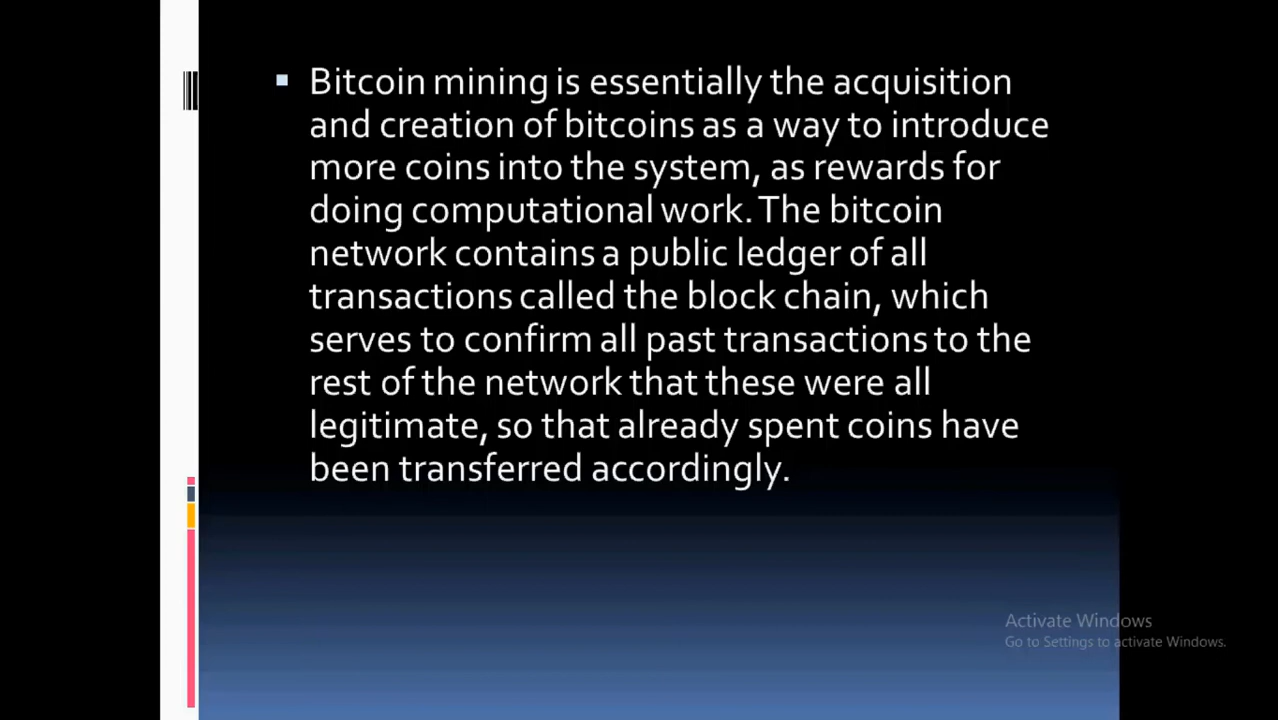 Bitcoin mining is essentially the acquisition
and creation of bitcoins as a way to introduce
more coins into the system, as rewards for
doing computational work. The bitcoin
network contains a public ledger of all
transactions called the block chain, which
serves to confirm all past transactions to the
rest of the network that these were all
legitimate, so that already spent coins have
been transferred accordingly.
Activate Windows
Go to Settings to activate Windows.